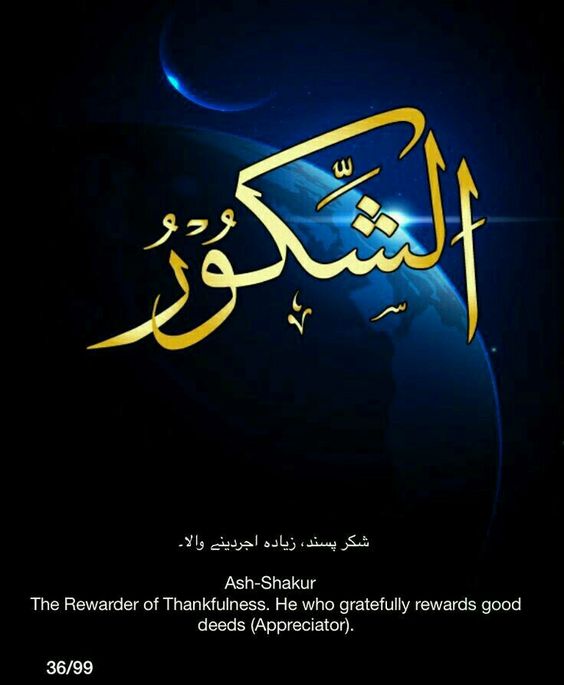 الشَّكُوْرُ
شکر پسند، زیادہ اجردینے والا۔
Ash-Shakur
The Rewarder of Thankfulness. He who gratefully rewards good
deeds (Appreciator).
36/99